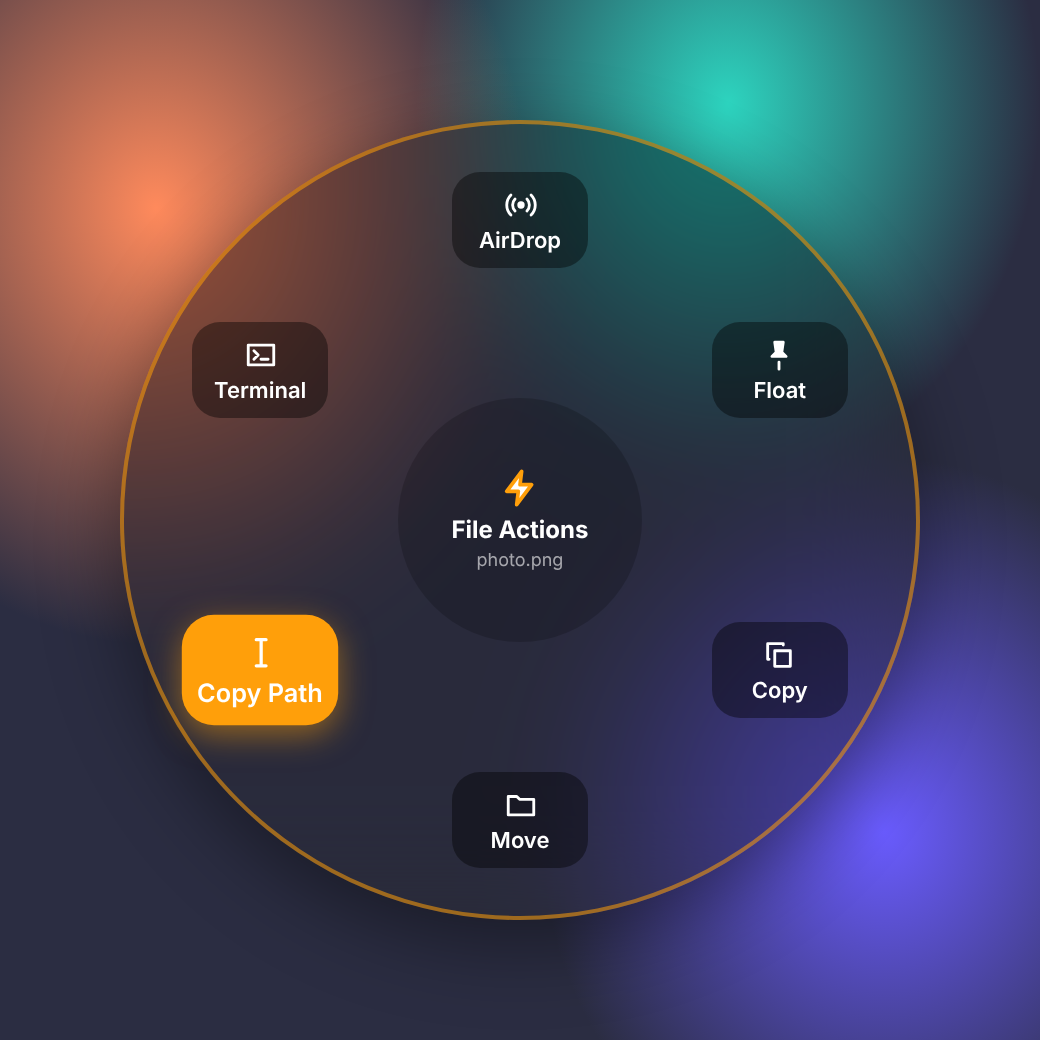 AirDrop
Terminal
Float
File Actions
photo.png
Copy Path
Copy
Move